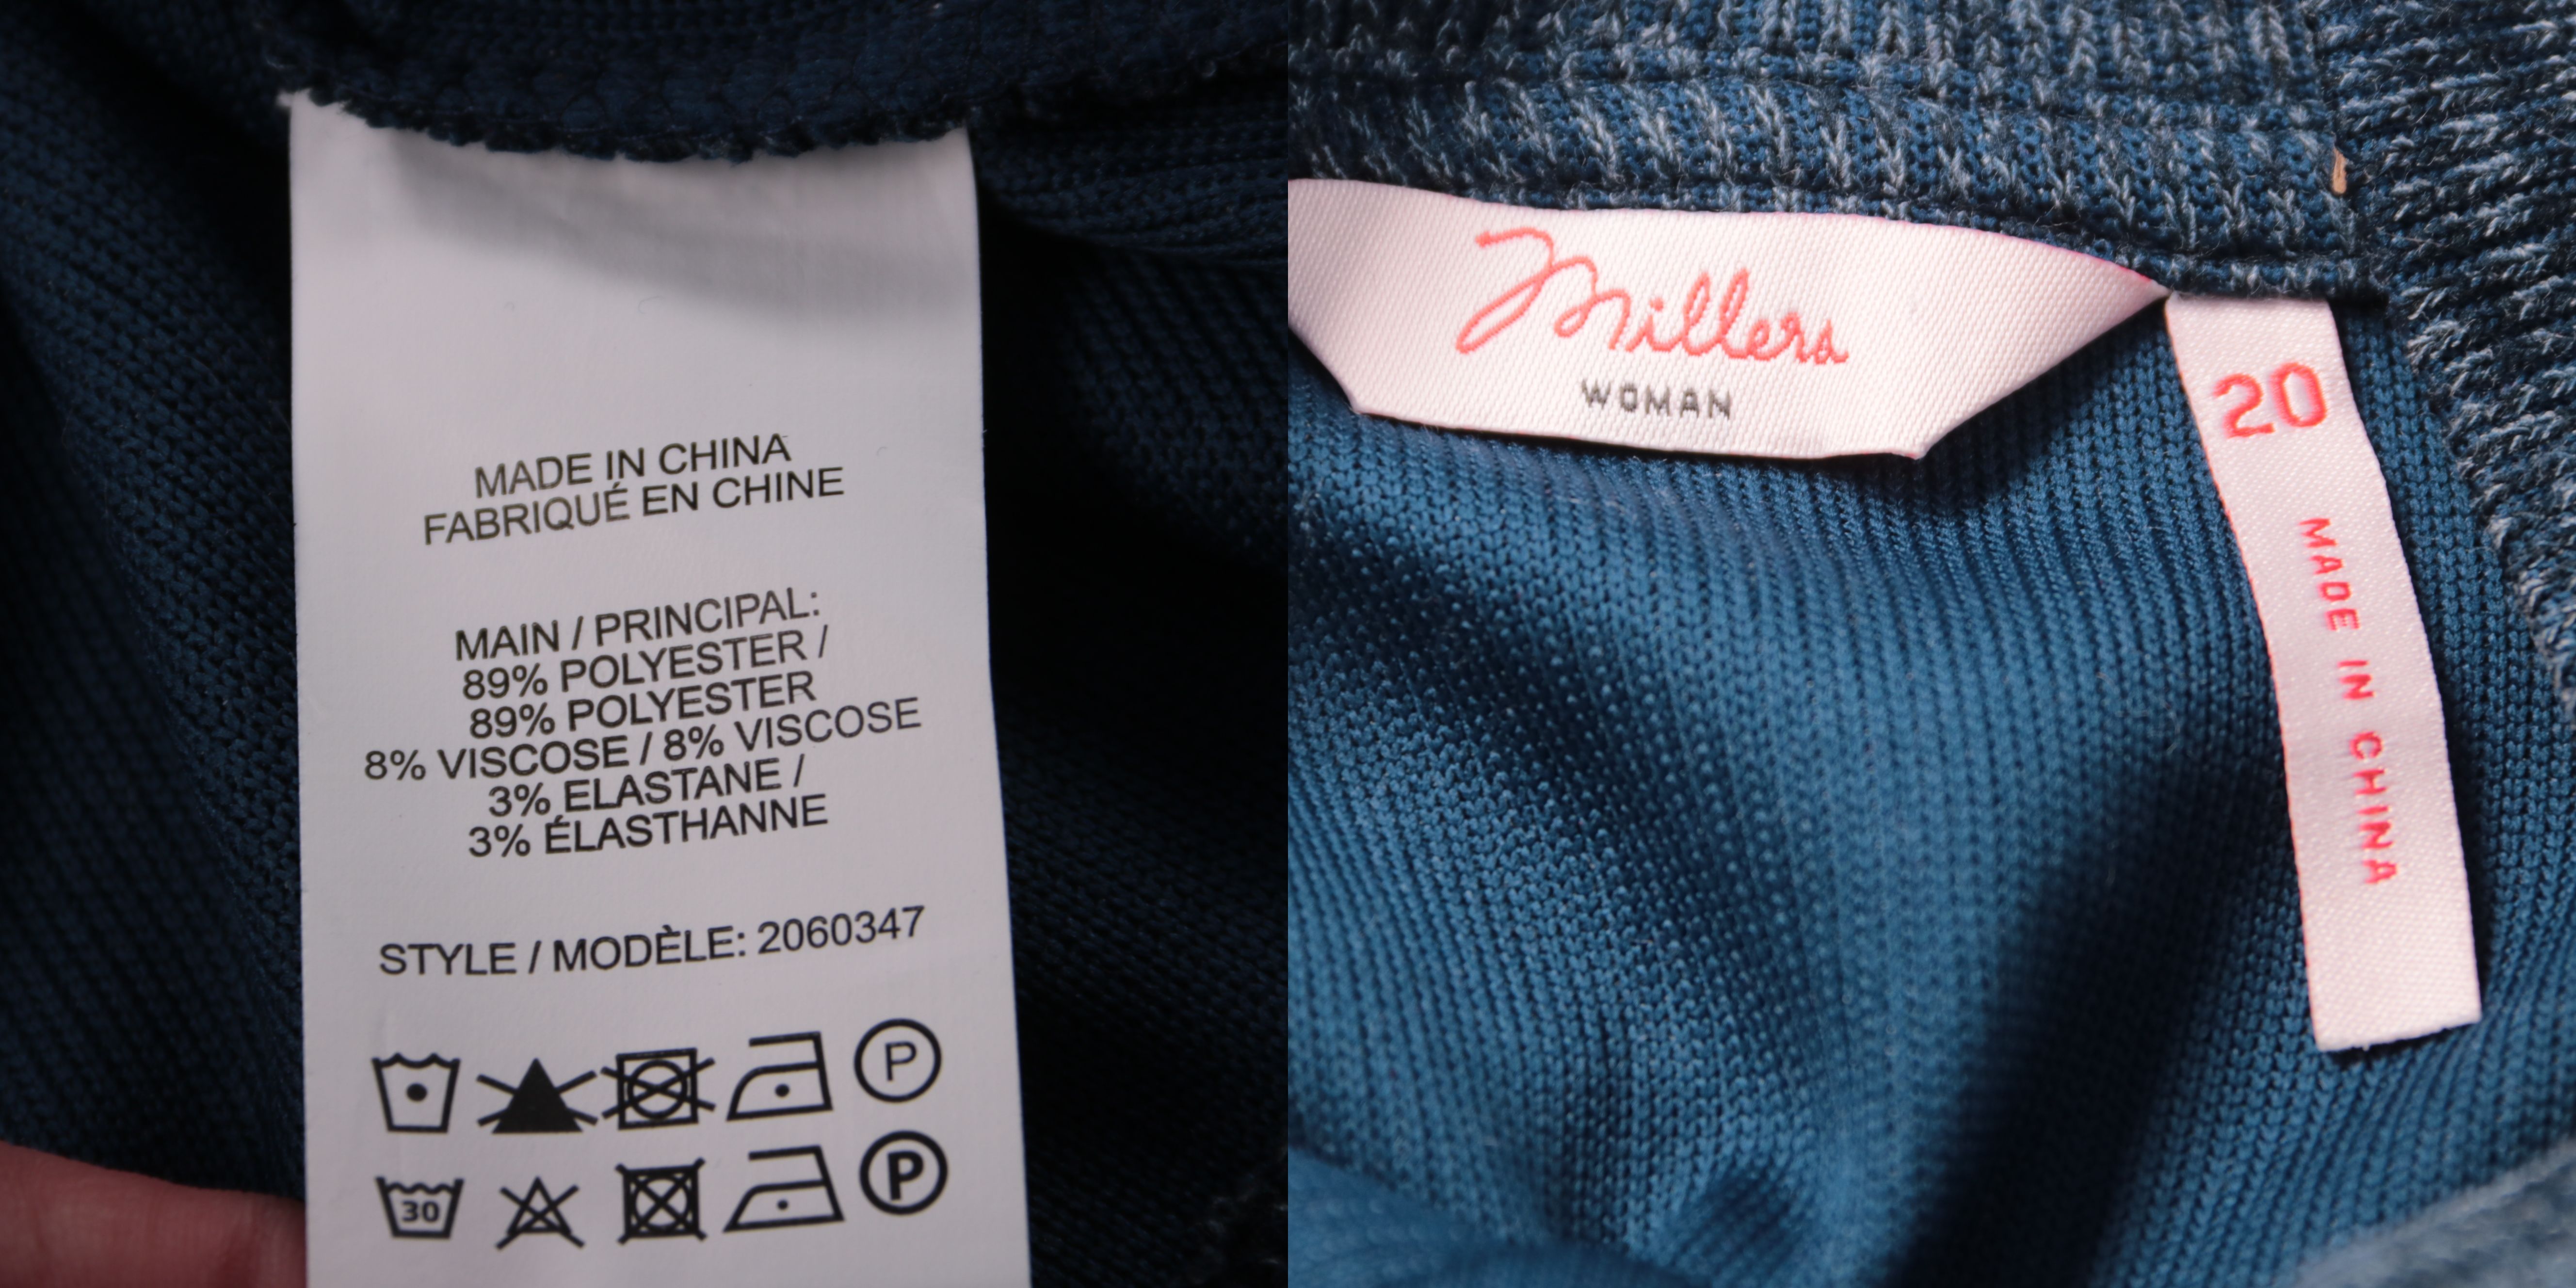 MADE IN CHINA
FABRIQUÉ EN CHINE
MAIN / PRINCIPAL:
89% POLYESTER /
89% POLYESTER
8% VISCOSE / 8% VISCOSE
3% ELASTANE /
3% ÉLASTHANNE
STYLE / MODÈLE: 2060347
P
30
P
Millers
WOMAN
20
MADE IN CHINA